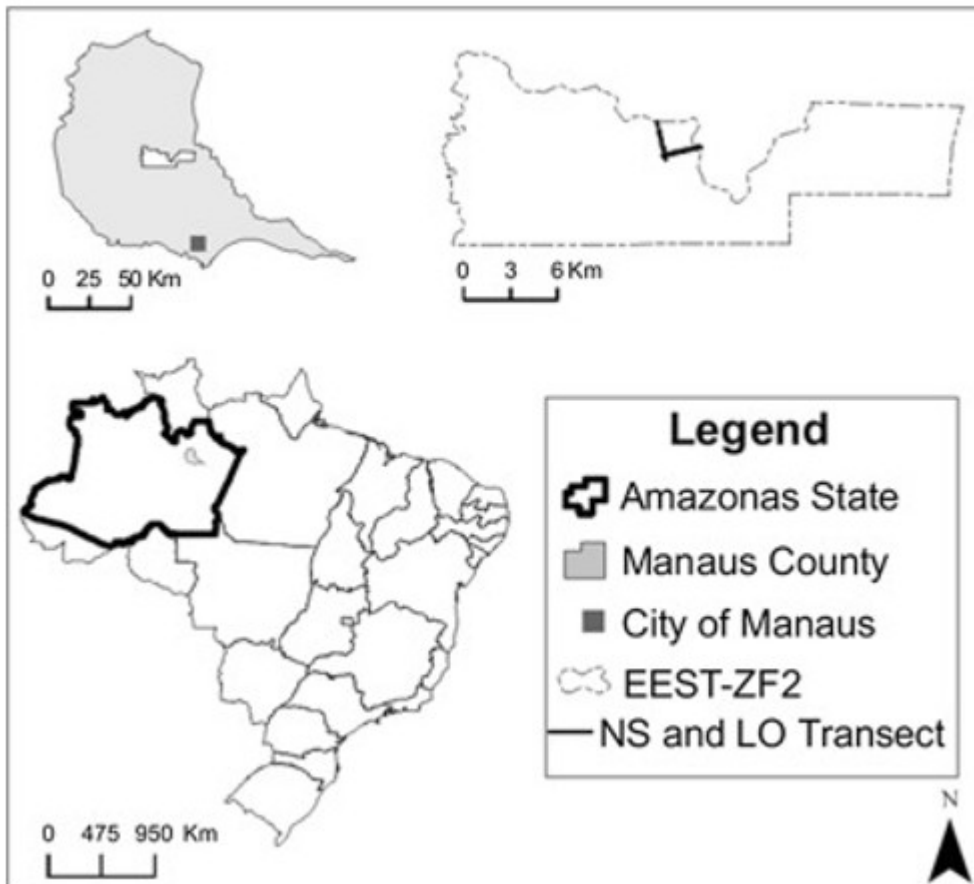 0 25 50 Km
0 3 6 Km
Legend
Amazonas State
Manaus County
City of Manaus
EEST-ZF2
NS and LO Transect
0 475 950 Km
N